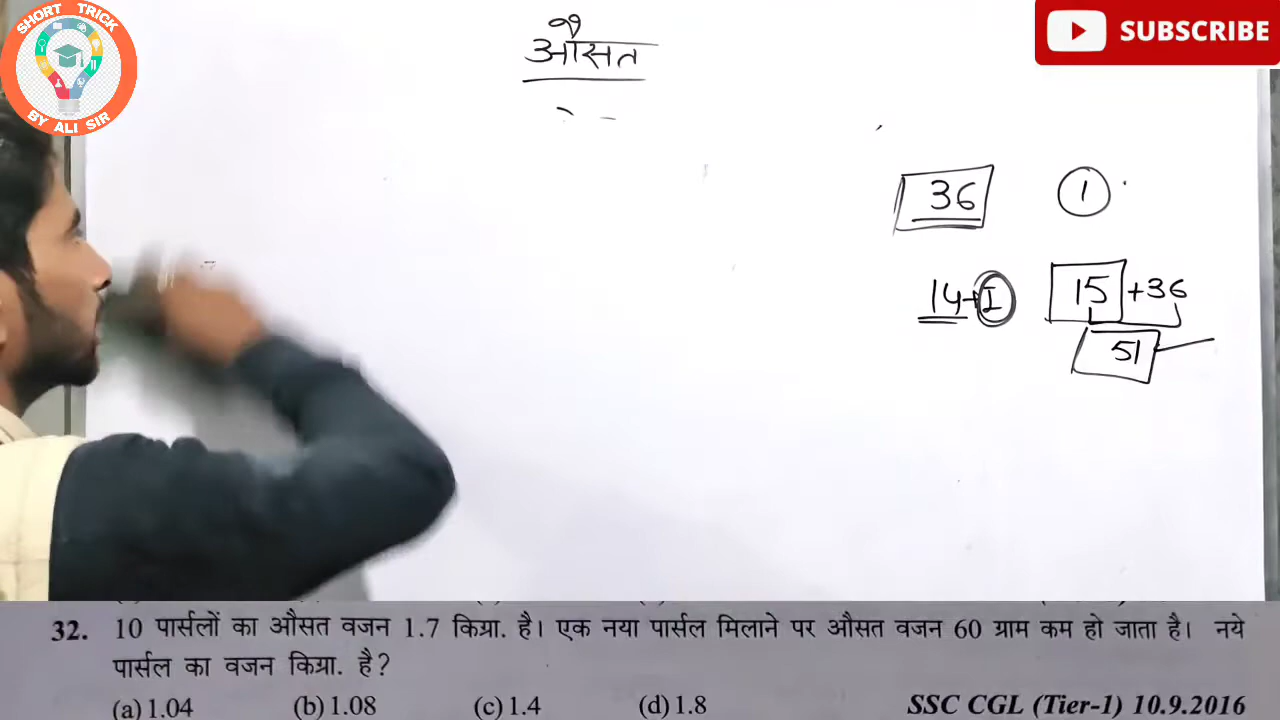 SHORT TRICK
BY ALI SIR
SUBSCRIBE
औसत
36 1
14+I 15 +36
51
32. 10 पार्सलों का औसत वजन 1.7 किग्रा. है। एक नया पार्सल मिलाने पर औसत वजन 60 ग्राम कम हो जाता है। नये
पार्सल का वजन किग्रा. है?
(a) 1.04 (b) 1.08 (c) 1.4 (d) 1.8 SSC CGL (Tier-1) 10.9.2016